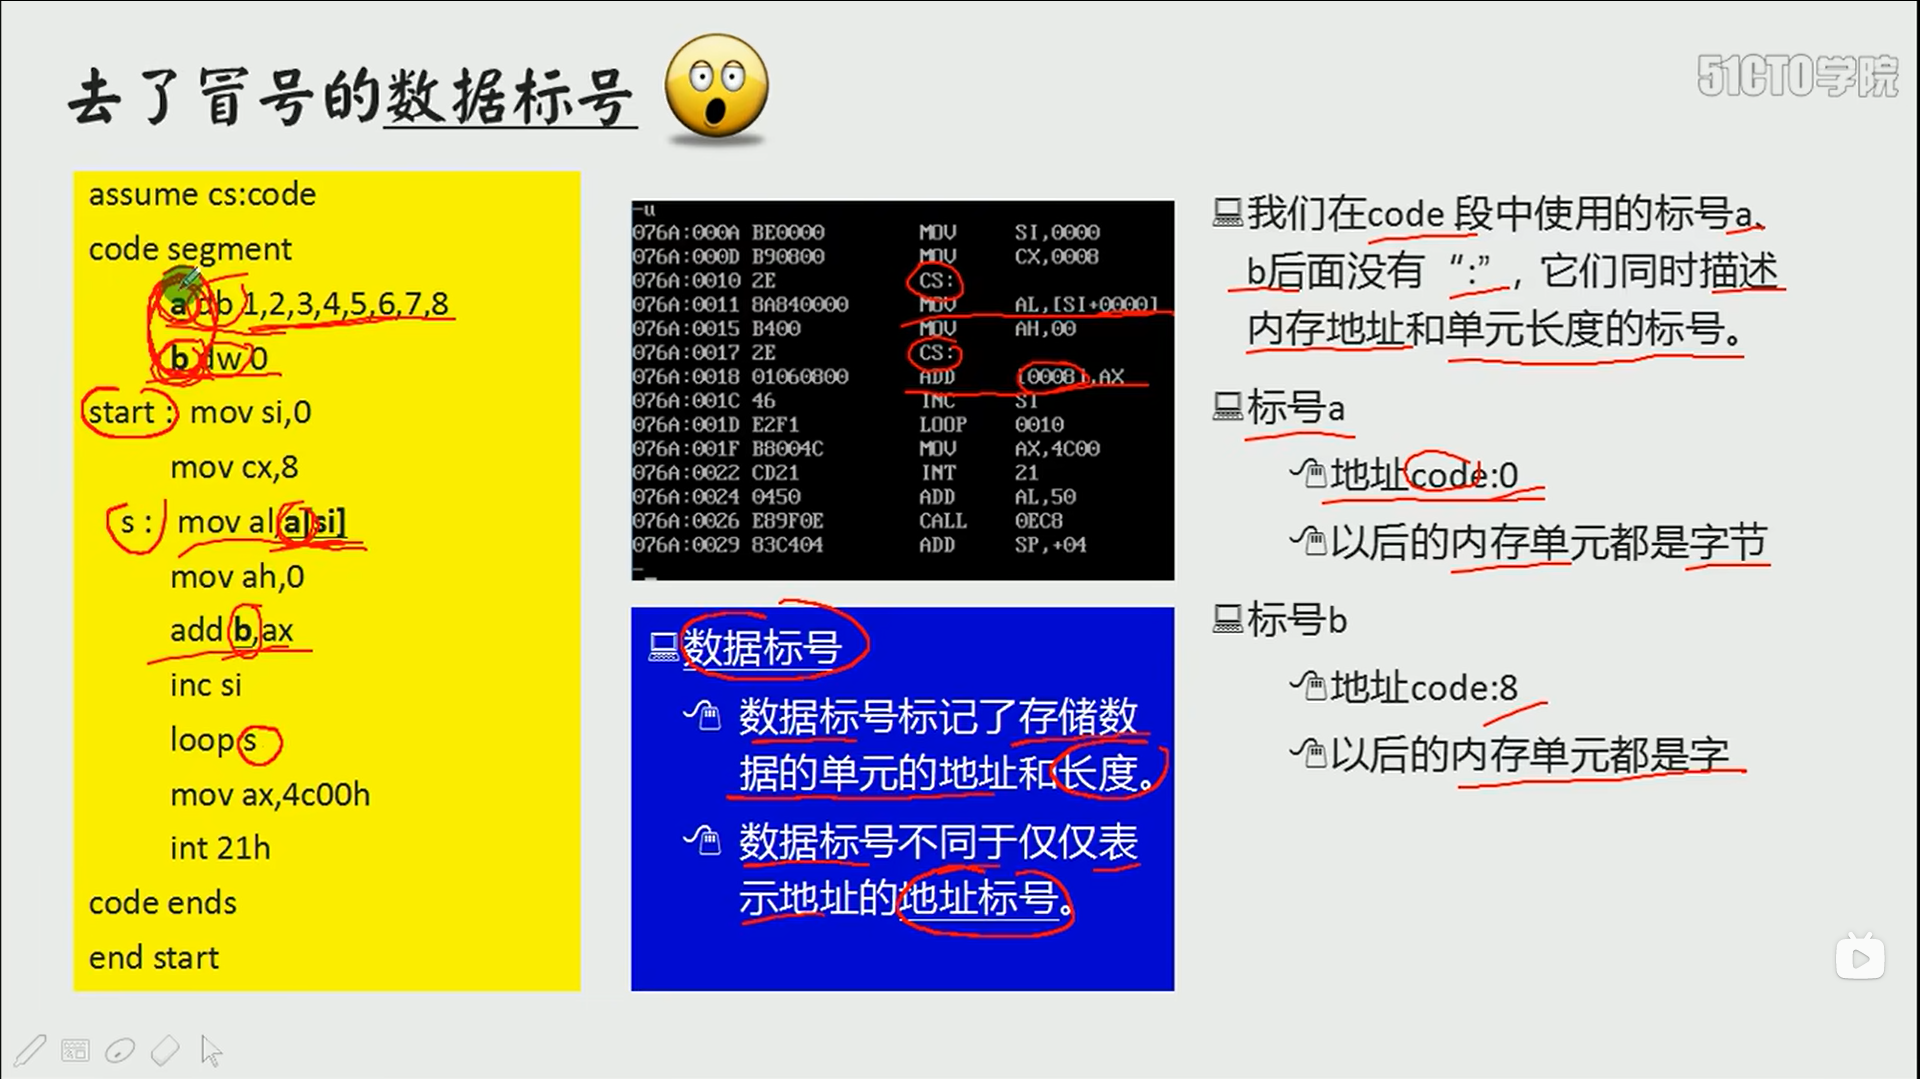 去了冒号的数据标号
51CTO学院
assume cs:code
code segment
a db 1,2,3,4,5,6,7,8
b dw 0
start : mov si,0
mov cx,8
s : mov al,a[si]
mov ah,0
add b,ax
inc si
loop s
mov ax,4c00h
int 21h
code ends
end start
-u
076A:000A BE0000 MOV SI,0000
076A:000D B90800 MOV CX,0008
076A:0010 2E CS:
076A:0011 8A840000 MOV AL,[SI+0000]
076A:0015 B400 MOV AH,00
076A:0017 2E CS:
076A:0018 01060800 ADD [0008],AX
076A:001C 46 INC SI
076A:001D E2F1 LOOP 0010
076A:001F B8004C MOV AX,4C00
076A:0022 CD21 INT 21
076A:0024 0450 ADD AL,50
076A:0026 E89F0E CALL 0EC8
076A:0029 83C404 ADD SP,+04
-
数据标号
数据标号标记了存储数
据的单元的地址和长度。
数据标号不同于仅仅表
示地址的地址标号。
我们在code 段中使用的标号a、
b后面没有“:”，它们同时描述
内存地址和单元长度的标号。
标号a
地址code:0
以后的内存单元都是字节
标号b
地址code:8
以后的内存单元都是字